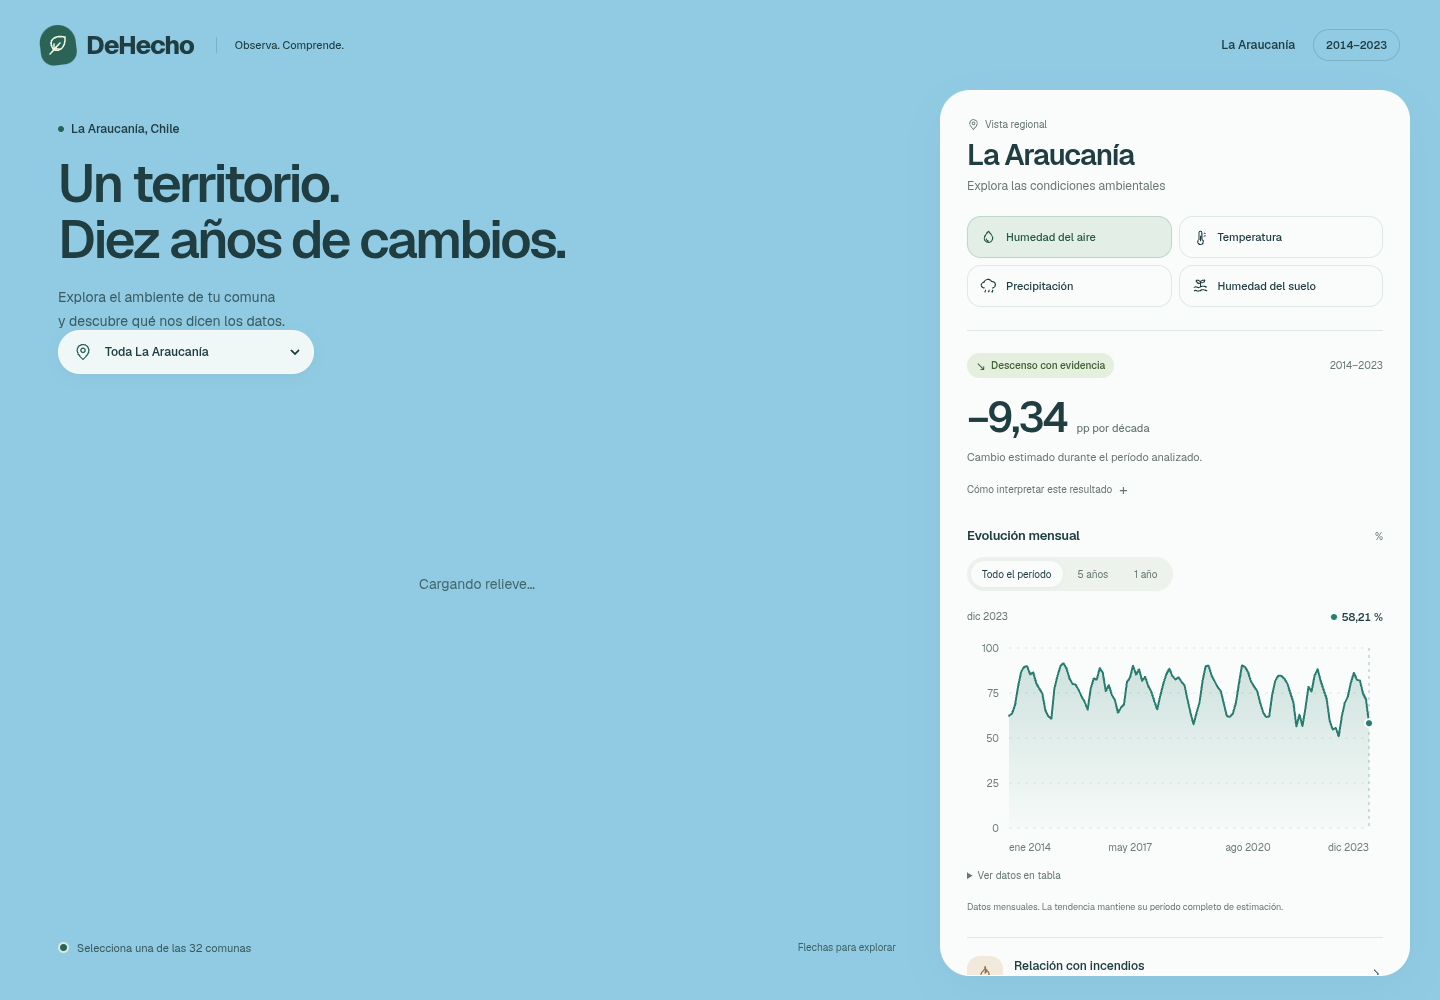 DeHecho
Observa. Comprende.
La Araucanía
2014–2023
La Araucanía, Chile
Un territorio.
Diez años de cambios.
Explora el ambiente de tu comuna
y descubre qué nos dicen los datos.
Toda La Araucanía
Cargando relieve...
Selecciona una de las 32 comunas
Flechas para explorar
Vista regional
La Araucanía
Explora las condiciones ambientales
Humedad del aire
Temperatura
Precipitación
Humedad del suelo
↘ Descenso con evidencia
2014–2023
−9,34 pp por década
Cambio estimado durante el período analizado.
Cómo interpretar este resultado +
Evolución mensual
%
Todo el período
5 años
1 año
dic 2023
58,21 %
100
75
50
25
0
ene 2014
may 2017
ago 2020
dic 2023
Ver datos en tabla
Datos mensuales. La tendencia mantiene su período completo de estimación.
Relación con incendios